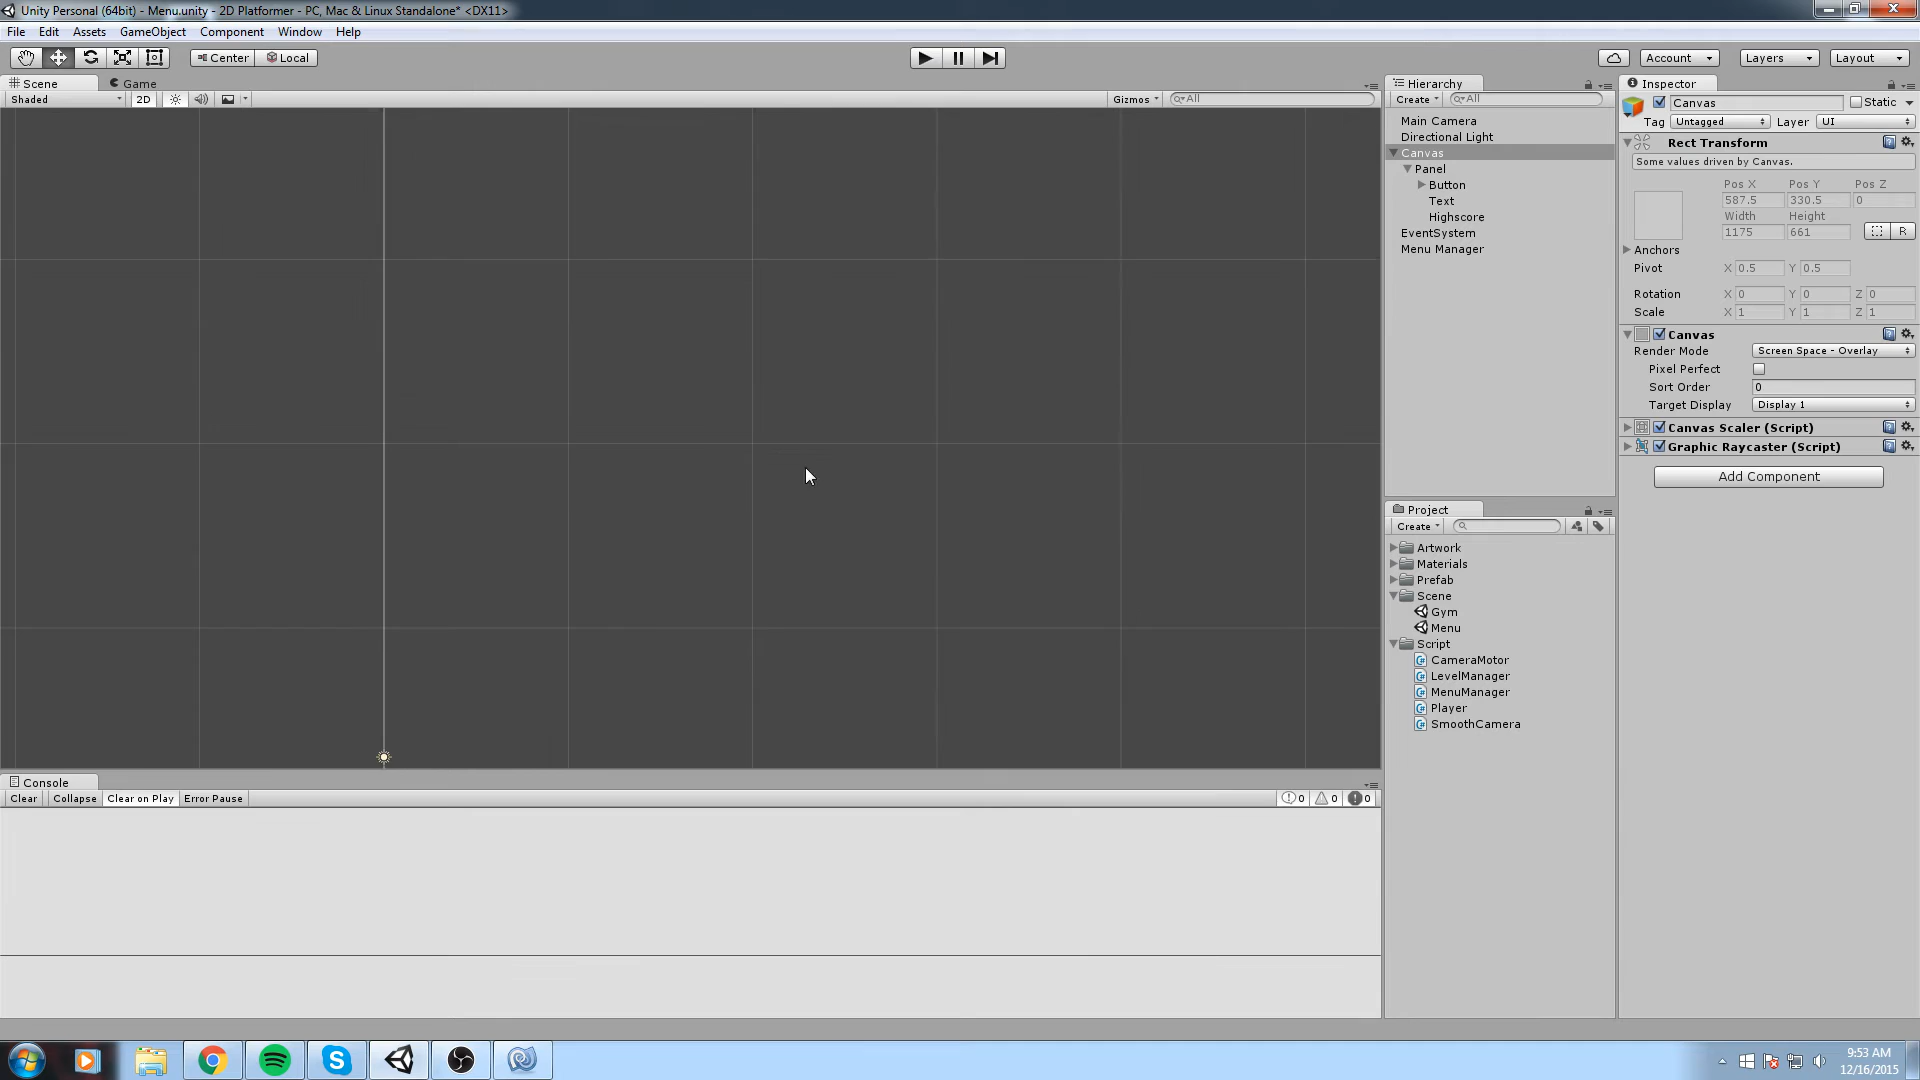 Unity Personal (64bit) - Menu.unity - 2D Platformer - PC, Mac & Linux Standalone* <DX11>
File Edit Assets GameObject Component Window Help
Center Local Account Layers Layout
Scene Game
Shaded 2D Gizmos All
Hierarchy
Create All
Main Camera
Directional Light
Canvas
Panel
Button
Text
Highscore
EventSystem
Menu Manager
Inspector
Canvas Static
Tag Untagged Layer UI
Rect Transform
Some values driven by Canvas.
Pos X Pos Y Pos Z
587.5 330.5 0
Width Height
1175 661 R
Anchors
Pivot X 0.5 Y 0.5
Rotation X 0 Y 0 Z 0
Scale X 1 Y 1 Z 1
Canvas
Render Mode Screen Space - Overlay
Pixel Perfect
Sort Order 0
Target Display Display 1
Canvas Scaler (Script)
Graphic Raycaster (Script)
Add Component
Project
Create
Artwork
Materials
Prefab
Scene
Gym
Menu
Script
CameraMotor
LevelManager
MenuManager
Player
SmoothCamera
Console
Clear Collapse Clear on Play Error Pause 0 0 0
9:53 AM
12/16/2015